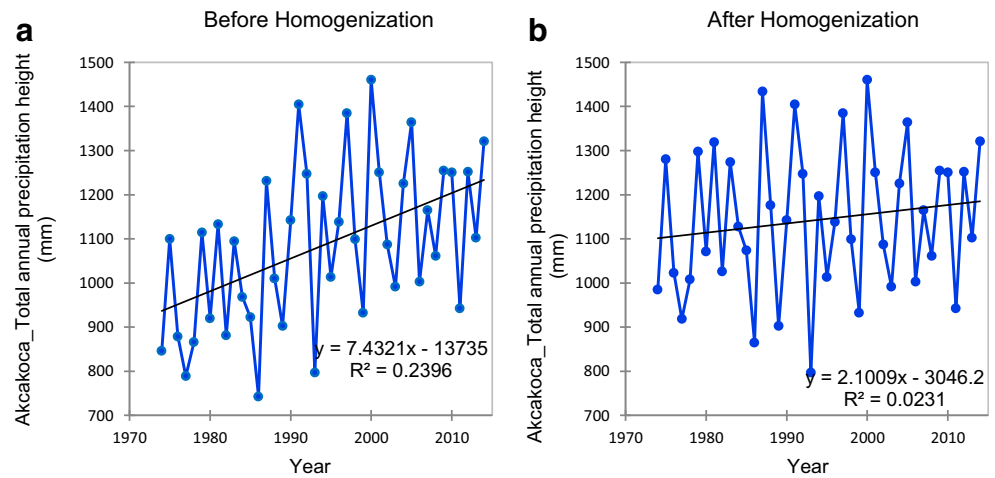 a
Before Homogenization
Akcakoca_Total annual precipitation height
(mm)
1500
1400
1300
1200
1100
1000
900
800
700
1970
1980
1990
2000
2010
Year
y = 7.4321x - 13735
R² = 0.2396
b
After Homogenization
Akcakoca_Total annual precipitation height
(mm)
1500
1400
1300
1200
1100
1000
900
800
700
1970
1980
1990
2000
2010
Year
y = 2.1009x - 3046.2
R² = 0.0231